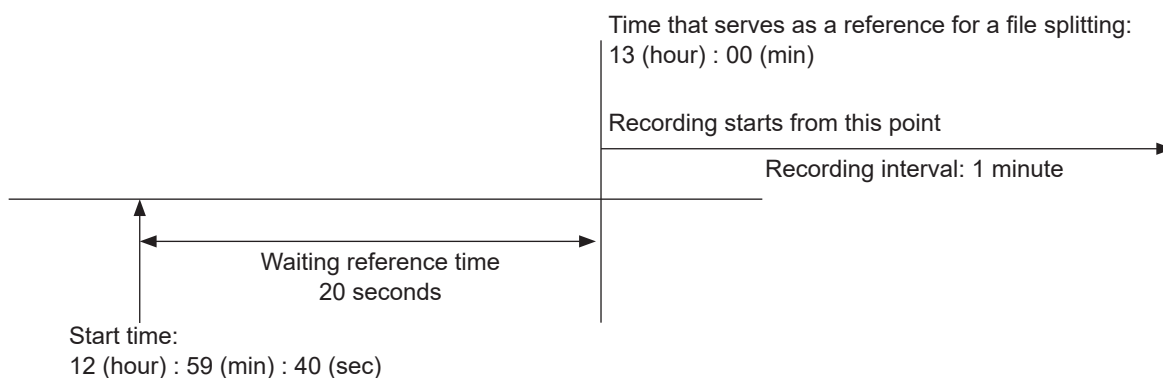 Time that serves as a reference for a file splitting:
13 (hour) : 00 (min)
Recording starts from this point
Recording interval: 1 minute
Waiting reference time
20 seconds
Start time:
12 (hour) : 59 (min) : 40 (sec)